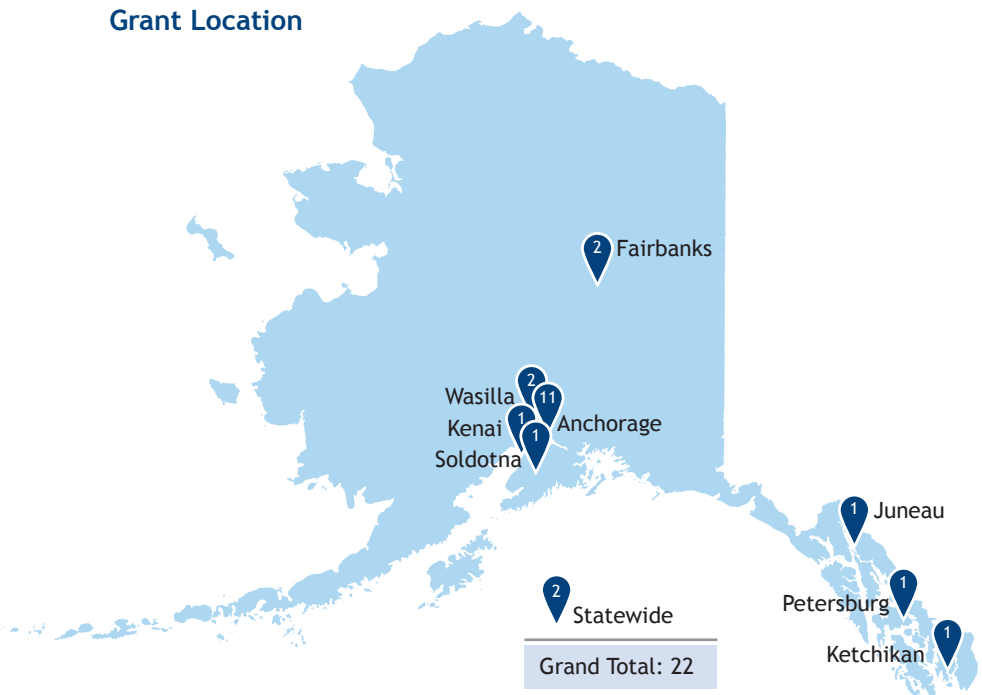 Grant Location
2 Fairbanks
2
Wasilla
11
Anchorage
1
Kenai
1
Soldotna
1 Juneau
1
Petersburg
1
Ketchikan
2
Statewide
Grand Total: 22